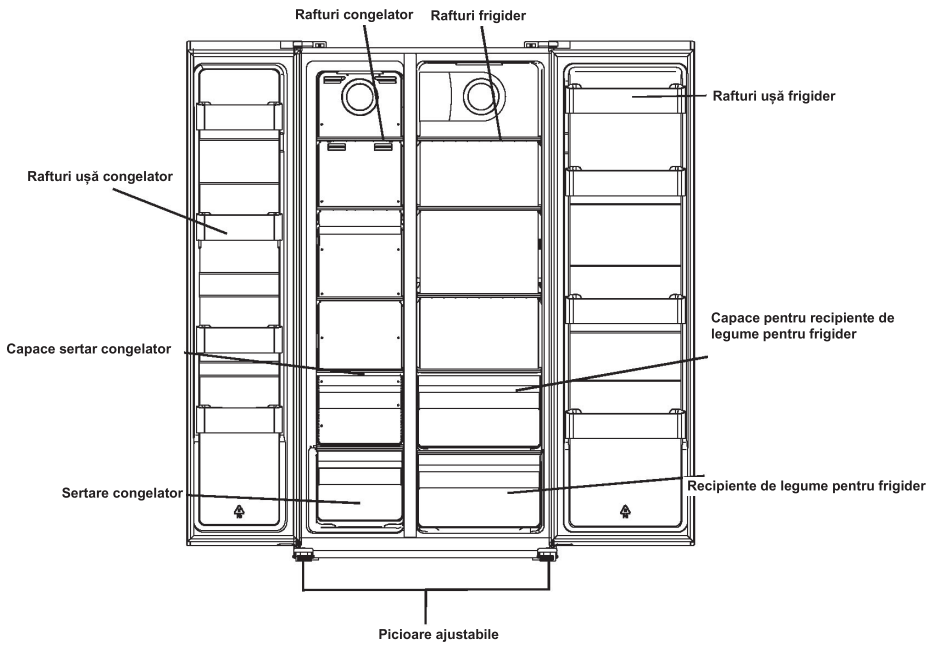 Rafturi congelator
Rafturi frigider
Rafturi ușă frigider
Rafturi ușă congelator
Capace pentru recipiente de
legume pentru frigider
Capace sertar congelator
Recipiente de legume pentru frigider
Sertare congelator
Picioare ajustabile